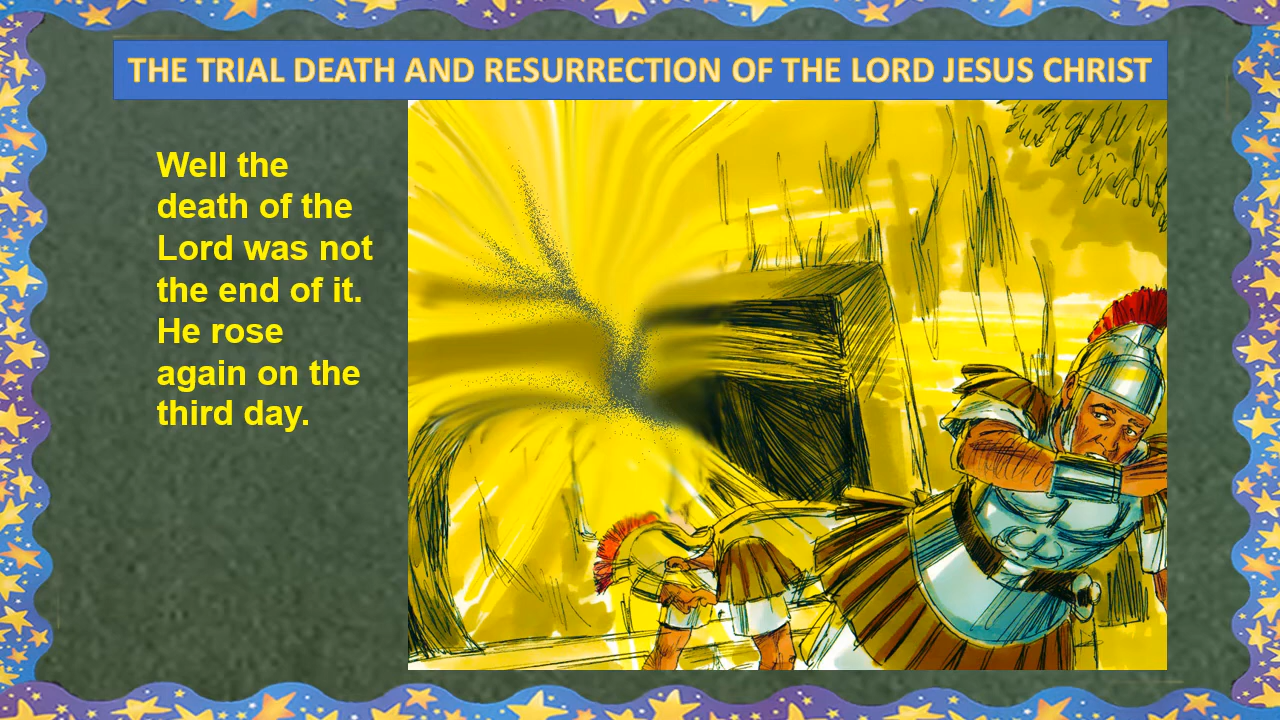 THE TRIAL DEATH AND RESURRECTION OF THE LORD JESUS CHRIST
Well the
death of the
Lord was not
the end of it.
He rose
again on the
third day.